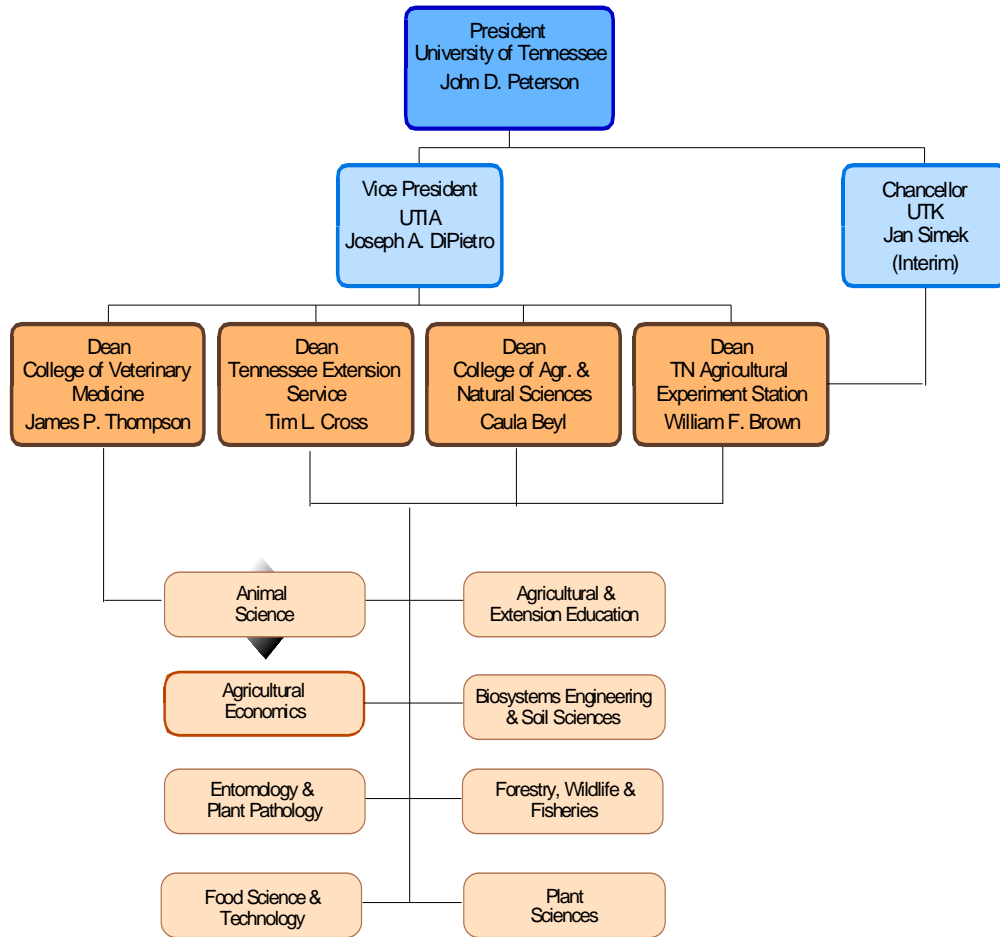 President
University of Tennessee
John D. Peterson
Vice President
UTIA
Joseph A. DiPietro
Chancellor
UTK
Jan Simek
(Interim)
Dean
College of Veterinary
Medicine
James P. Thompson
Dean
Tennessee Extension
Service
Tim L. Cross
Dean
College of Agr. &
Natural Sciences
Caula Beyl
Dean
TN Agricultural
Experiment Station
William F. Brown
Animal
Science
Agricultural &
Extension Education
Agricultural
Economics
Biosystems Engineering
& Soil Sciences
Entomology &
Plant Pathology
Forestry, Wildlife &
Fisheries
Food Science &
Technology
Plant
Sciences